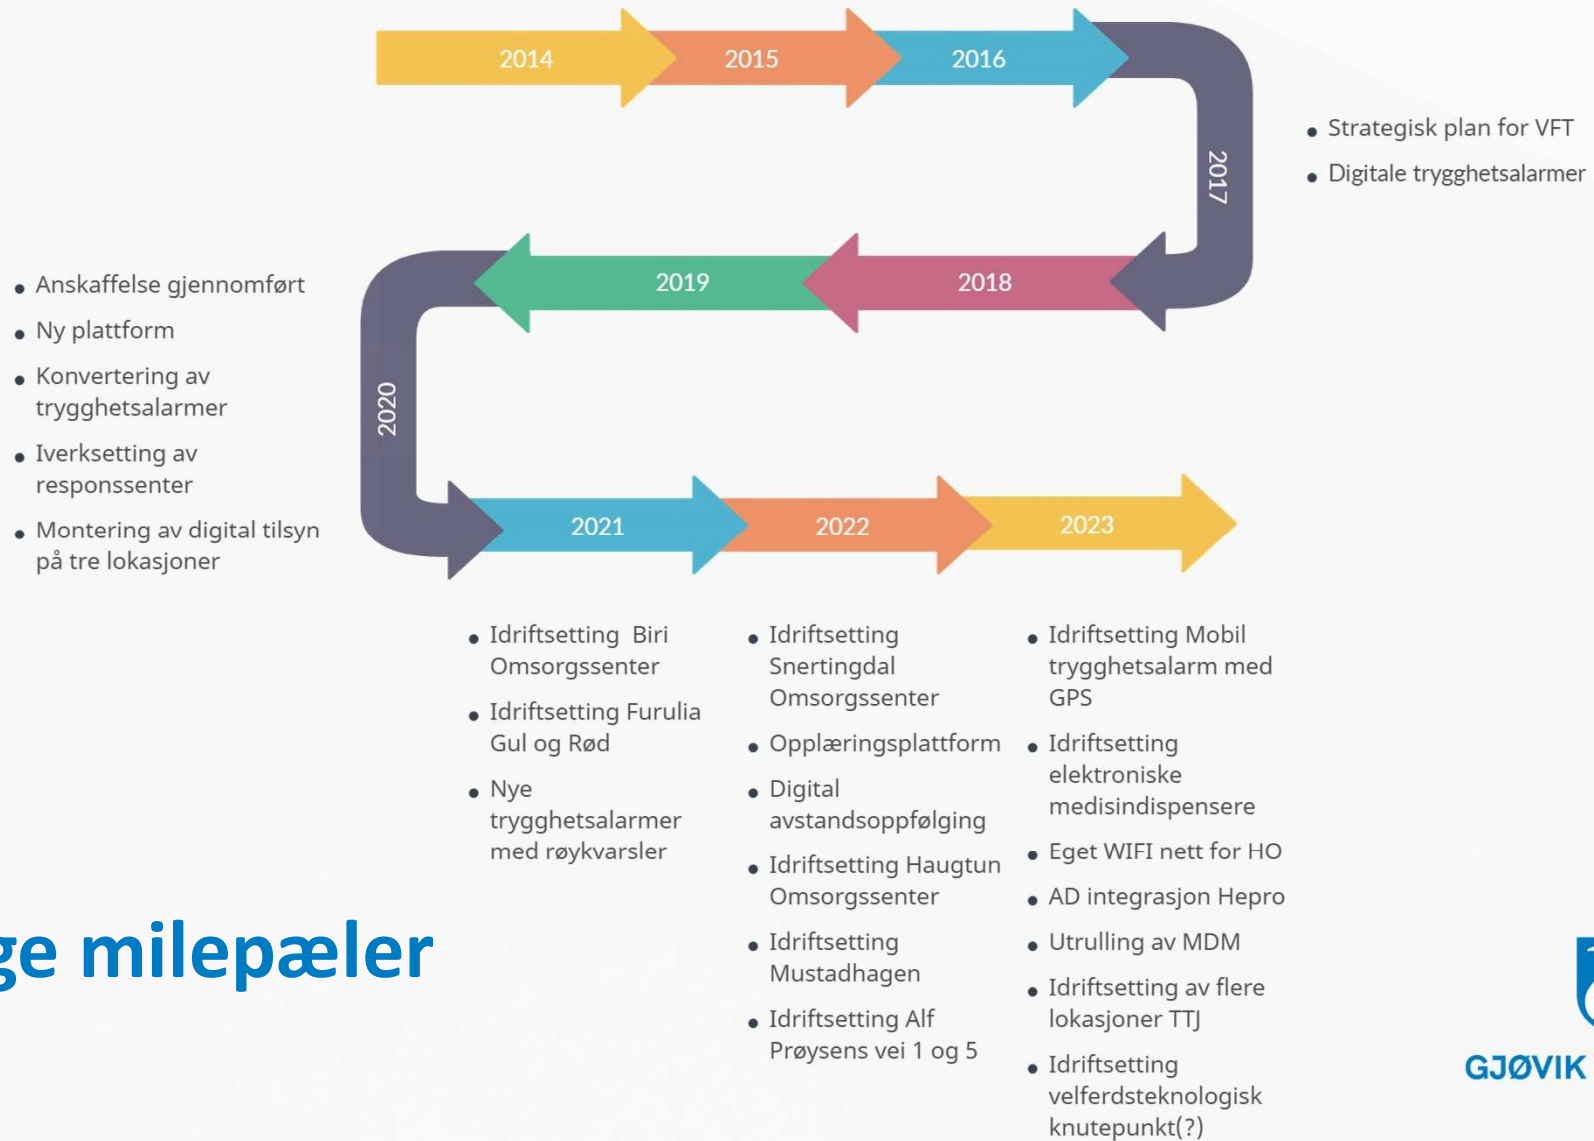 2014
2015
2016
2017
• Strategisk plan for VFT
• Digitale trygghetsalarmer
2018
2019
2020
• Anskaffelse gjennomført
• Ny plattform
• Konvertering av
trygghetsalarmer
• Iverksetting av
responssenter
• Montering av digital tilsyn
på tre lokasjoner
2021
2022
2023
• Idriftsetting Biri
Omsorgssenter
• Idriftsetting Furulia
Gul og Rød
• Nye
trygghetsalarmer
med røykvarsler
• Idriftsetting
Snertingdal
Omsorgssenter
• Opplæringsplattform
• Digital
avstandsoppfølging
• Idriftsetting Haugtun
Omsorgssenter
• Idriftsetting
Mustadhagen
• Idriftsetting Alf
Prøysens vei 1 og 5
• Idriftsetting Mobil
trygghetsalarm med
GPS
• Idriftsetting
elektroniske
medisindispensere
• Eget WIFI nett for HO
• AD integrasjon Hepro
• Utrulling av MDM
• Idriftsetting av flere
lokasjoner TTJ
• Idriftsetting
velferdsteknologisk
knutepunkt(?)
ge milepæler
GJØVIK